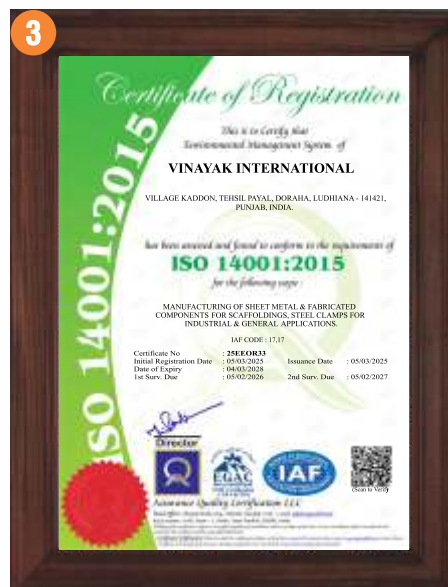 3
Certificate of Registration
This is to Certify that
Environmental Management System of
VINAYAK INTERNATIONAL
VILLAGE KADDON, TEHSIL PAYAL, DORAHA, LUDHIANA - 141421,
PUNJAB, INDIA.
has been assessed and found to conform to the requirements of
ISO 14001:2015
for the following scope :
MANUFACTURING OF SHEET METAL & FABRICATED
COMPONENTS FOR SCAFFOLDINGS, STEEL CLAMPS FOR
INDUSTRIAL & GENERAL APPLICATIONS.
IAF CODE : 17,17
Certificate No : 25EEOR33
Initial Registration Date : 05/03/2025 Issuance Date : 05/03/2025
Date of Expiry : 04/03/2028
1st Surv. Due : 05/02/2026 2nd Surv. Due : 05/02/2027
ISO 14001:2015
Director
EGAC
IAF
(Scan to Verify)
Assurance Quality Certification LLC